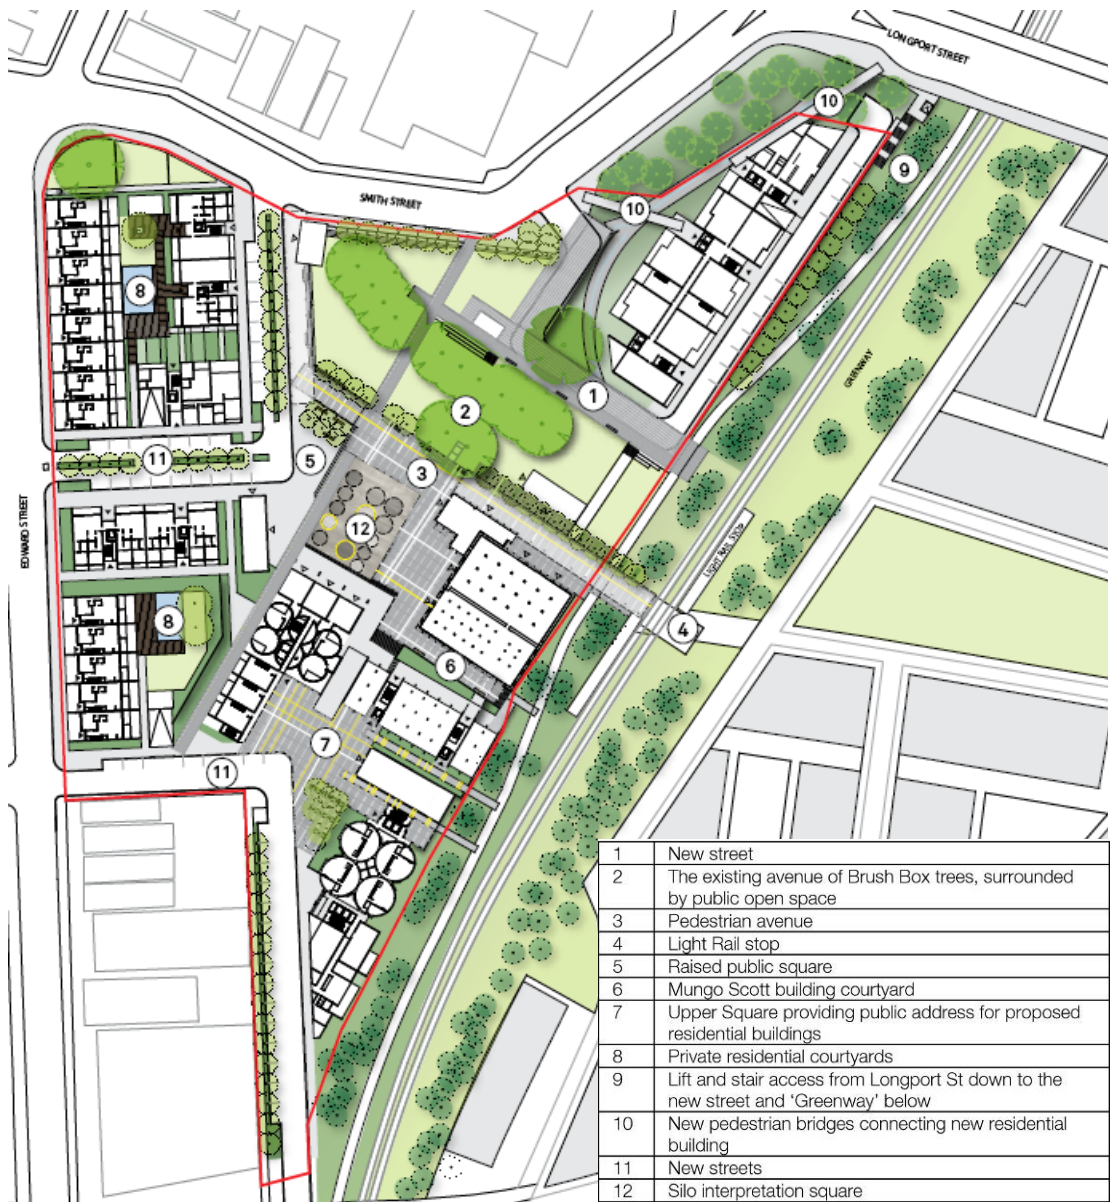 LONGPORT STREET
10
9
SMITH STREET
10
8
1
2
GREENWAY
5
3
11
12
EDWARD STREET
LIGHT RAIL STOP
8
4
6
7
11
1 New street
2 The existing avenue of Brush Box trees, surrounded
by public open space
3 Pedestrian avenue
4 Light Rail stop
5 Raised public square
6 Mungo Scott building courtyard
7 Upper Square providing public address for proposed
residential buildings
8 Private residential courtyards
9 Lift and stair access from Longport St down to the
new street and ‘Greenway’ below
10 New pedestrian bridges connecting new residential
building
11 New streets
12 Silo interpretation square